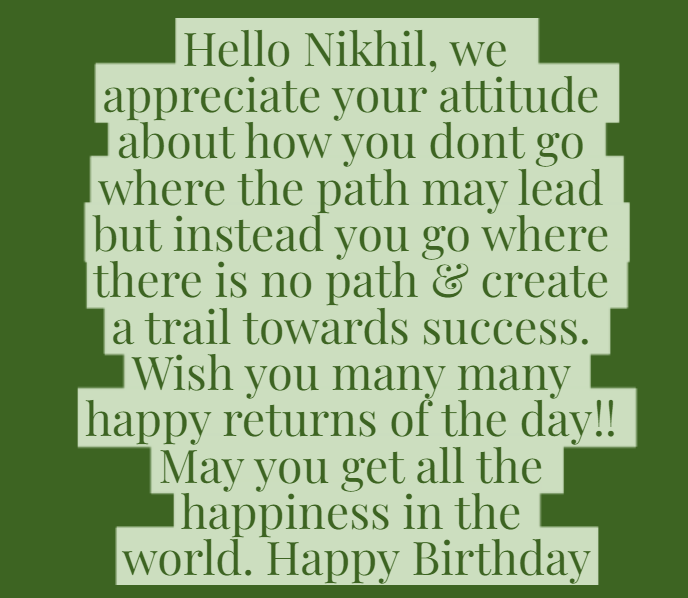 Hello Nikhil, we
appreciate your attitude
about how you dont go
where the path may lead
but instead you go where
there is no path & create
a trail towards success.
Wish you many many
happy returns of the day!!
May you get all the
happiness in the
world. Happy Birthday